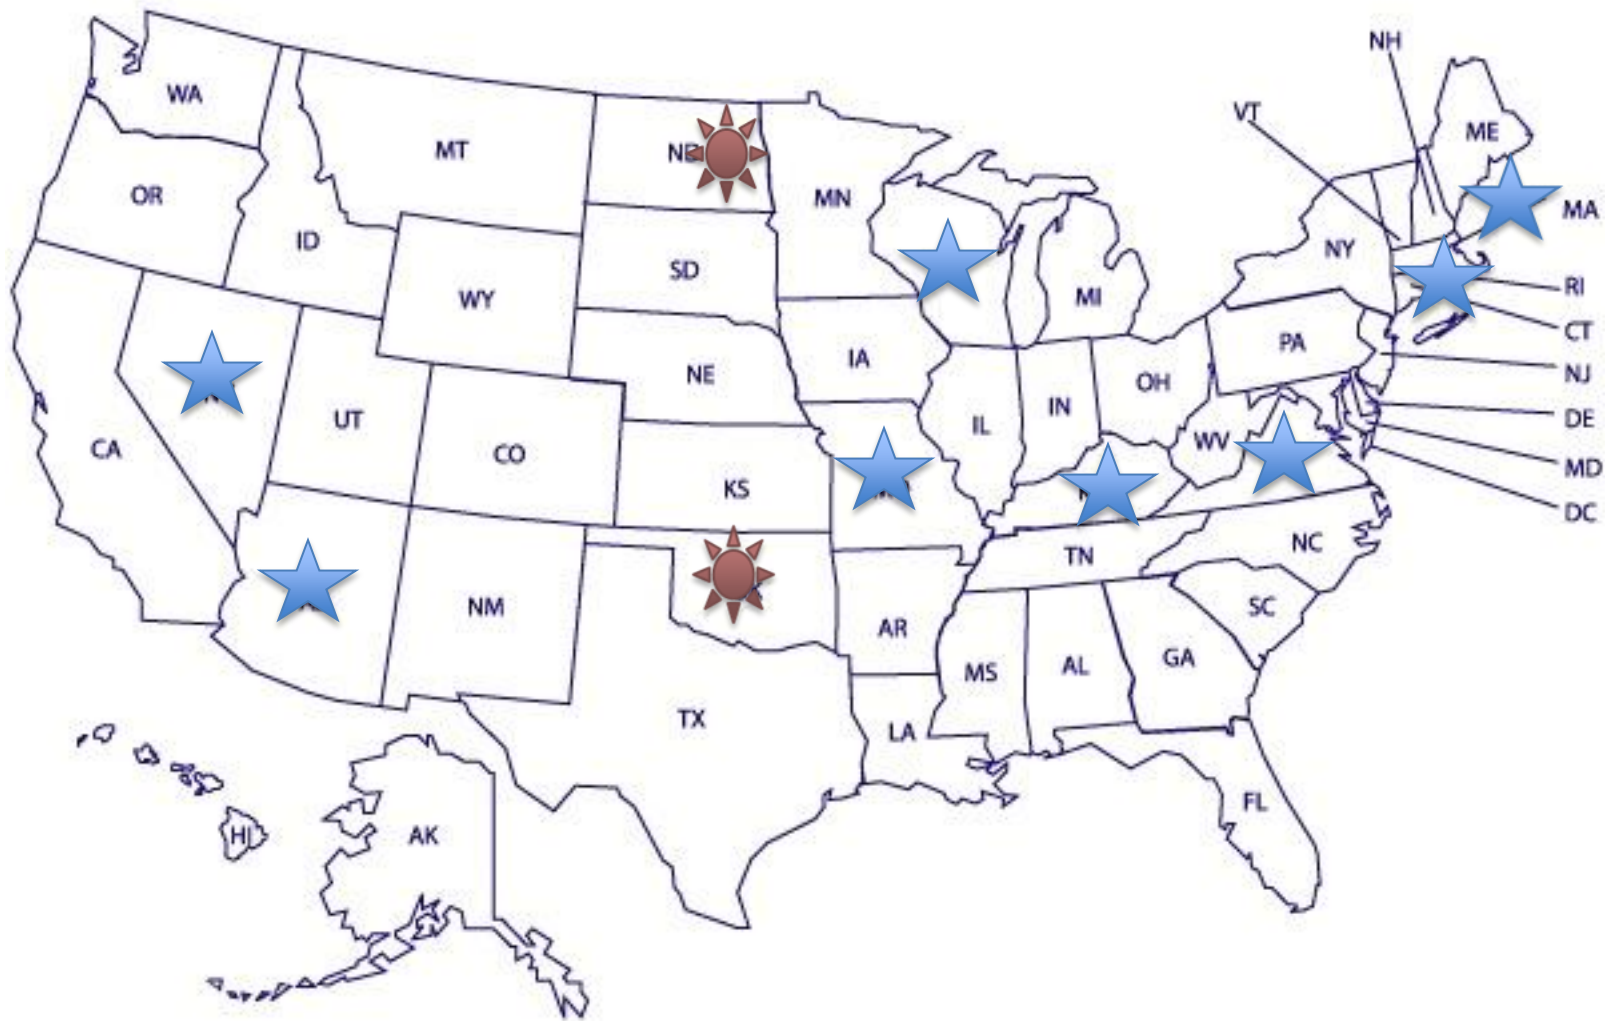 NH
WA
VT
ME
MT
OR
MN
MA
ID
NY
SD
WY
MI
RI
CT
PA
IA
NJ
NE
OH
UT
IN
DE
IL
CA
CO
WV
MD
KS
DC
NC
TN
NM
SC
AR
GA
AL
MS
TX
LA
FL
HI
AK